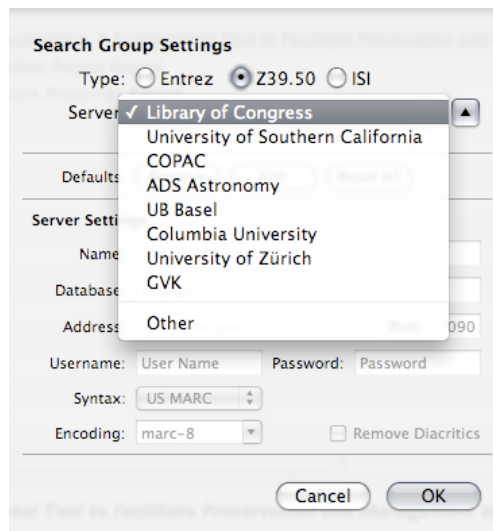 Search Group Settings
Type: Entrez Z39.50 ISI
Server ✓ Library of Congress
University of Southern California
COPAC
Defaults
ADS Astronomy
UB Basel
Server Setti
Columbia University
Name
University of Zürich
Database
GVK
Address
Other
090
Username: User Name Password: Password
Syntax: US MARC
Encoding: marc-8 Remove Diacritics
Cancel OK